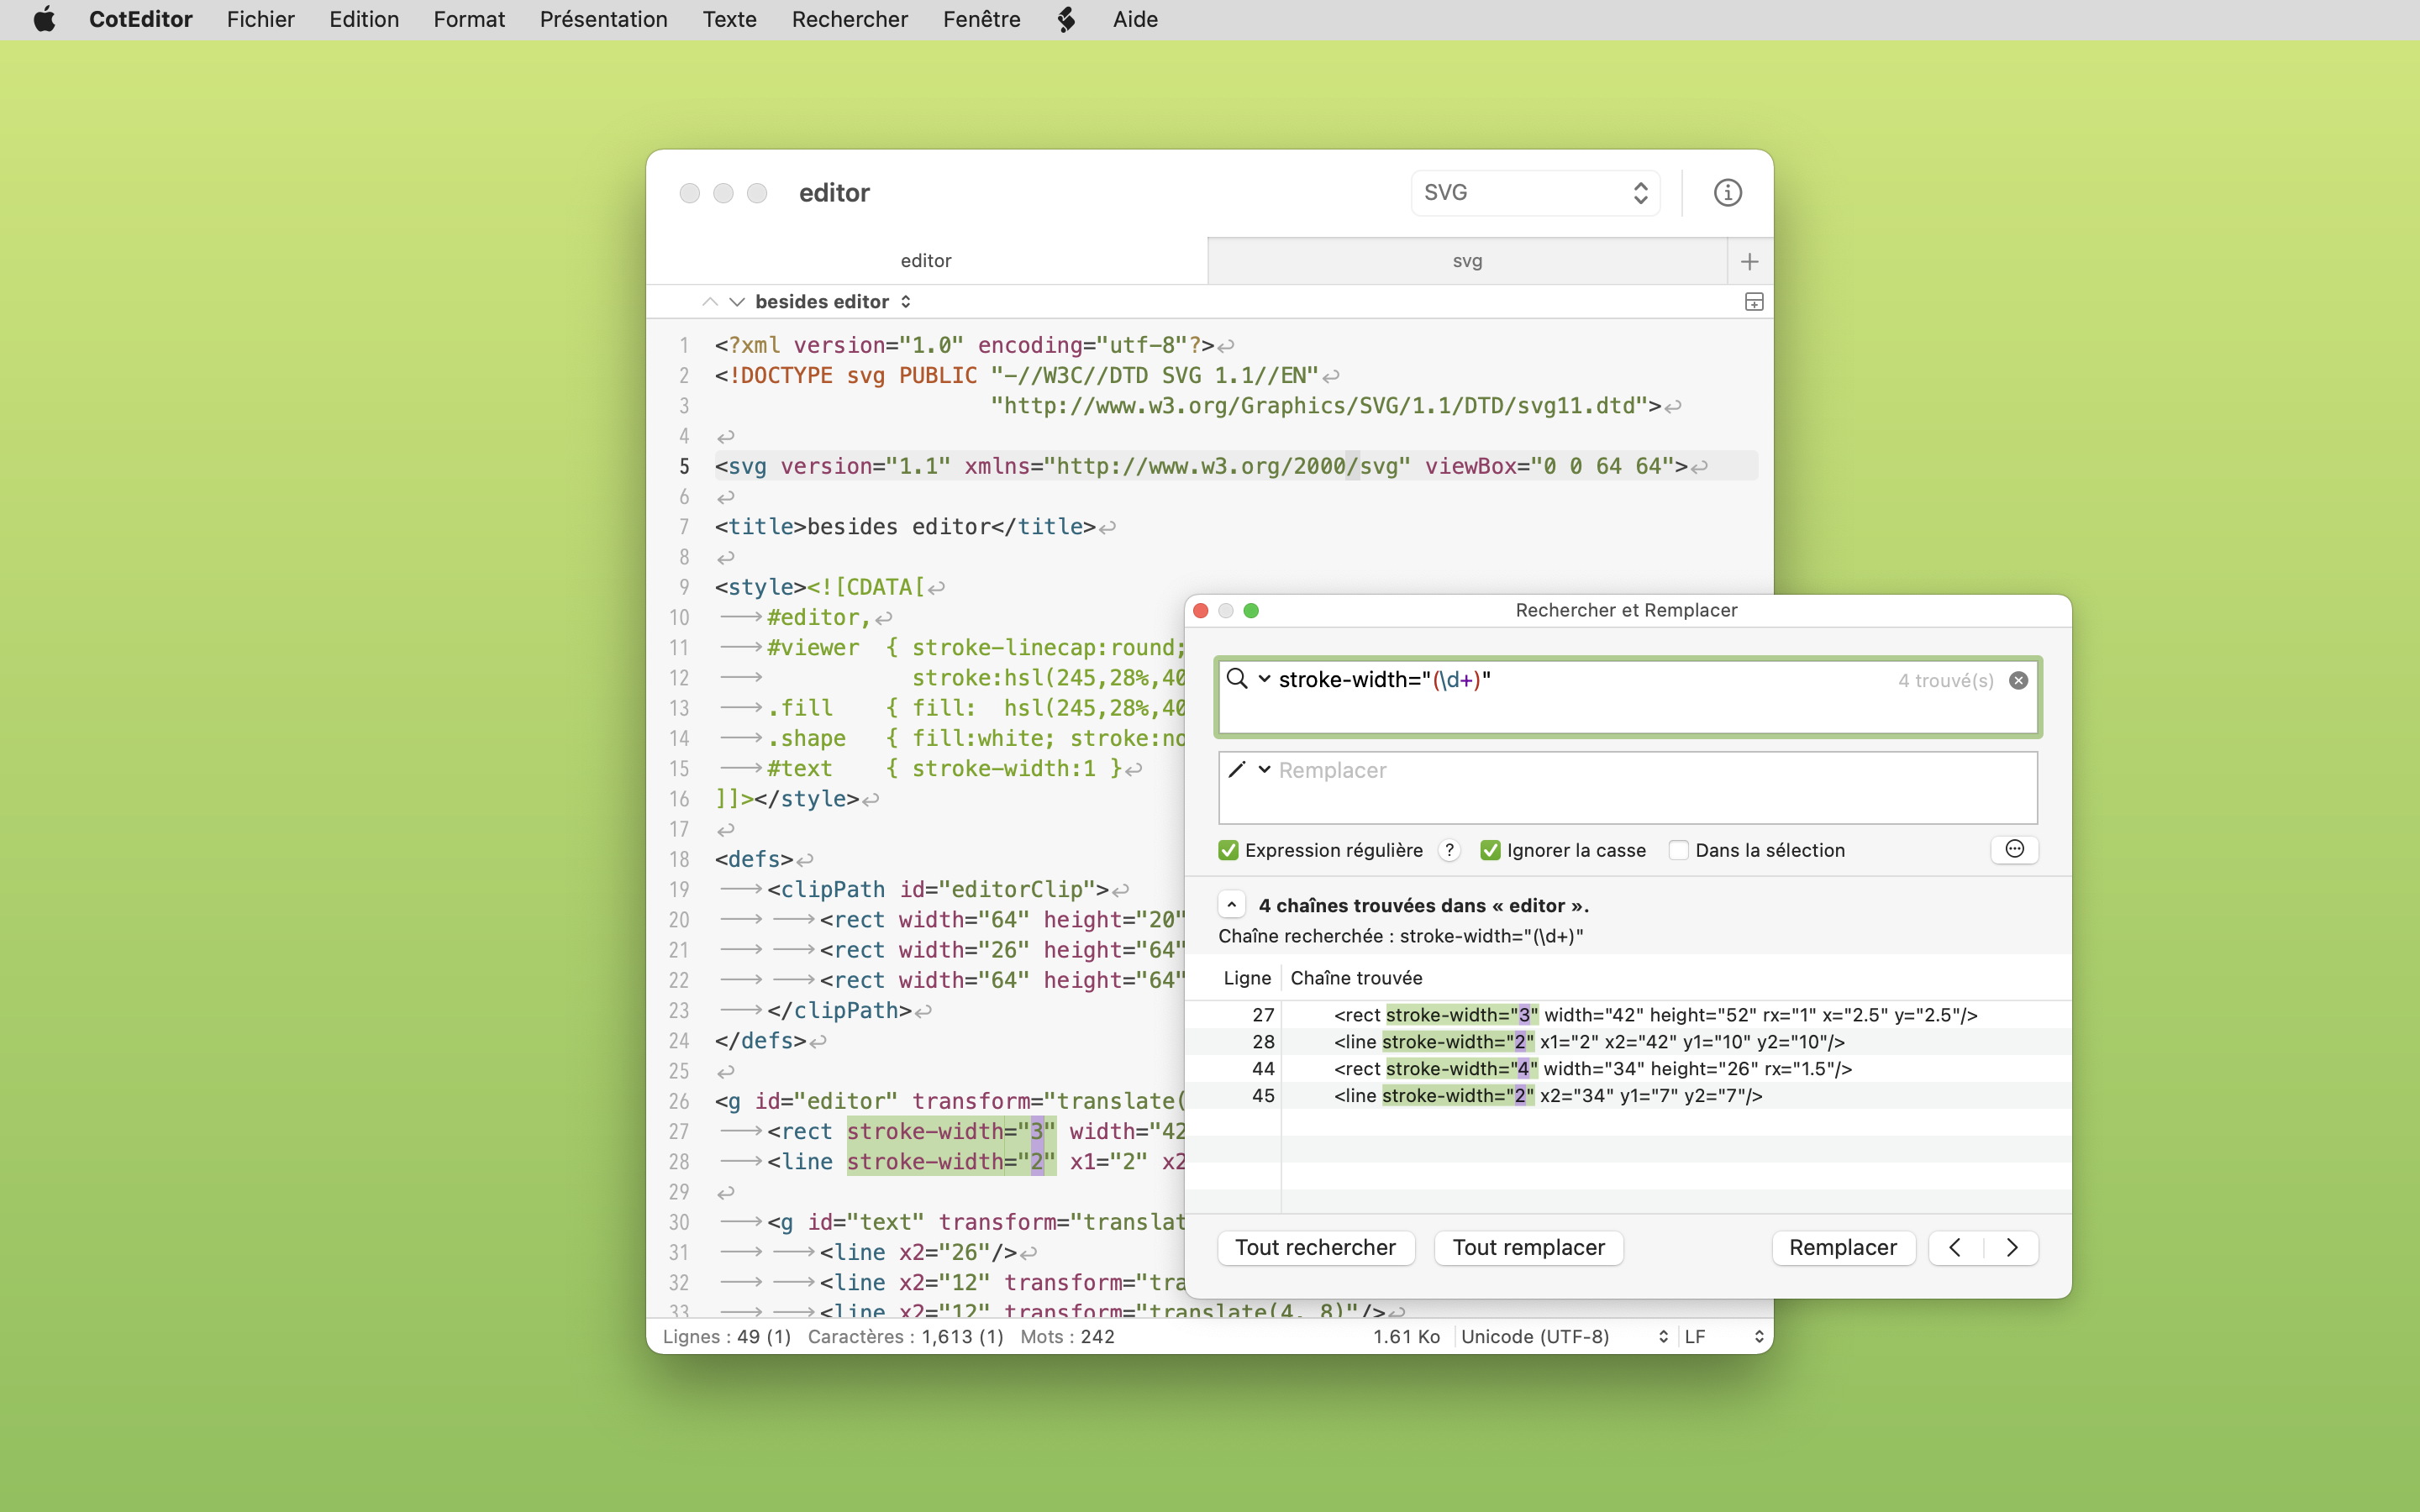 CotEditor Fichier Edition Format Présentation Texte Rechercher Fenêtre Aide
editor
SVG
editor
svg
besides editor
1 <?xml version="1.0" encoding="utf-8"?>
2 <!DOCTYPE svg PUBLIC "-//W3C//DTD SVG 1.1//EN"
3 "http://www.w3.org/Graphics/SVG/1.1/DTD/svg11.dtd">
4
5 <svg version="1.1" xmlns="http://www.w3.org/2000/svg" viewBox="0 0 64 64">
6
7 <title>besides editor</title>
8
9 <style><![CDATA[
10 #editor,
11 #viewer { stroke-linecap:round;
12 stroke:hsl(245,28%,40
13 .fill { fill: hsl(245,28%,40
14 .shape { fill:white; stroke:no
15 #text { stroke-width:1 }
16 ]]></style>
17
18 <defs>
19 <clipPath id="editorClip">
20 <rect width="64" height="20"
21 <rect width="26" height="64"
22 <rect width="64" height="64"
23 </clipPath>
24 </defs>
25
26 <g id="editor" transform="translate(
27 <rect stroke-width="3" width="42
28 <line stroke-width="2" x1="2" x2
29
30 <g id="text" transform="translat
31 <line x2="26"/>
32 <line x2="12" transform="tra
33 <line x2="12" transform="translate(4, 8)"/>
Lignes : 49 (1) Caractères : 1,613 (1) Mots : 242
1.61 Ko Unicode (UTF-8) LF
Rechercher et Remplacer
stroke-width="(\d+)"
4 trouvé(s)
Remplacer
Expression régulière ? Ignorer la casse Dans la sélection
4 chaînes trouvées dans « editor ».
Chaîne recherchée : stroke-width="(\d+)"
Ligne Chaîne trouvée
27 <rect stroke-width="3" width="42" height="52" rx="1" x="2.5" y="2.5"/>
28 <line stroke-width="2" x1="2" x2="42" y1="10" y2="10"/>
44 <rect stroke-width="4" width="34" height="26" rx="1.5"/>
45 <line stroke-width="2" x2="34" y1="7" y2="7"/>
Tout rechercher Tout remplacer Remplacer